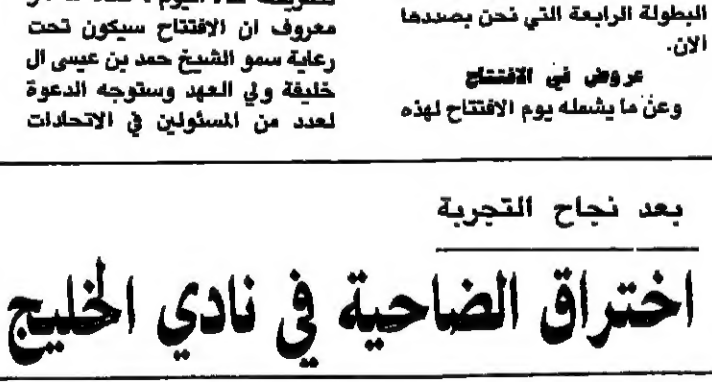 البطولة الرابعة التي نحن بصددها
الان.
عروض في الافتتاح
وعن ما يشمله يوم الافتتاح لهذه
معروف ان الافتتاح سيكون تحت
رعاية سمو الشيخ حمد بن عيسى ال
خليفة ولي العهد وستوجه الدعوة
لعدد من المسئولين في الاتحادات
بعد نجاح التجربة
اختراق الضاحية في نادي الخليج